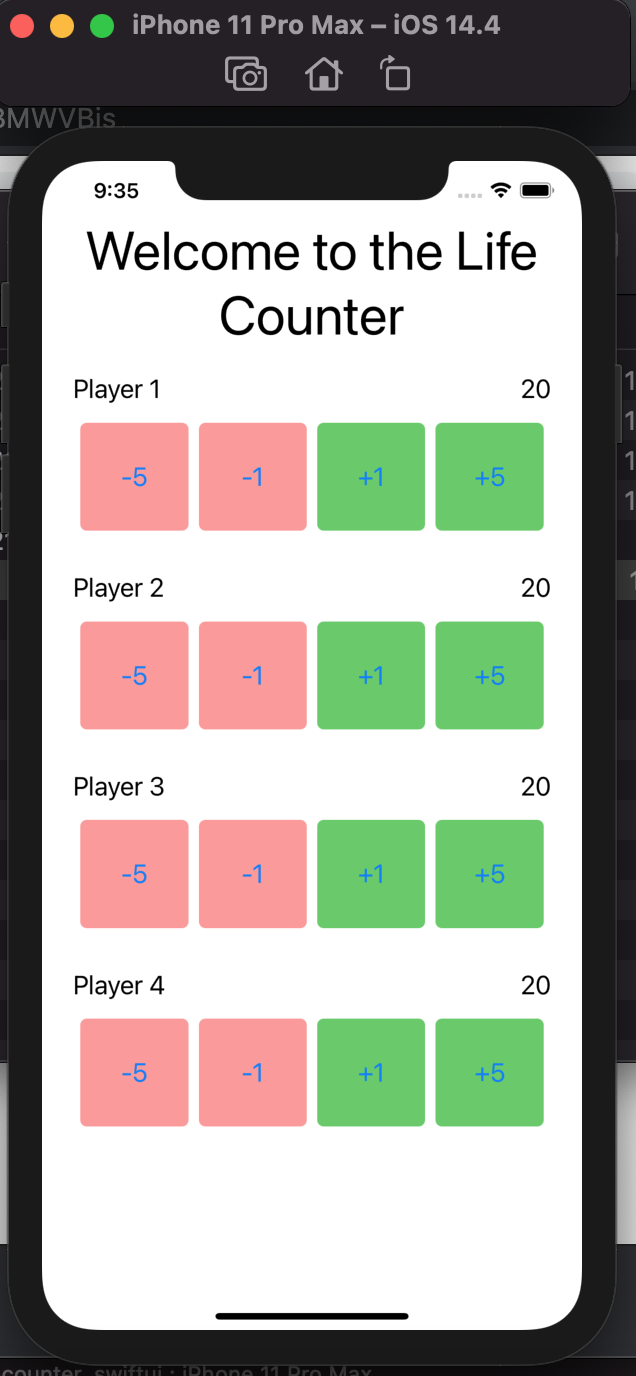 iPhone 11 Pro Max – iOS 14.4
BMWVBis
9:35
Welcome to the Life
Counter
Player 1 20
-5 -1 +1 +5
Player 2 20
-5 -1 +1 +5
Player 3 20
-5 -1 +1 +5
Player 4 20
-5 -1 +1 +5
counter swiftui : iPhone 11 Pro Max